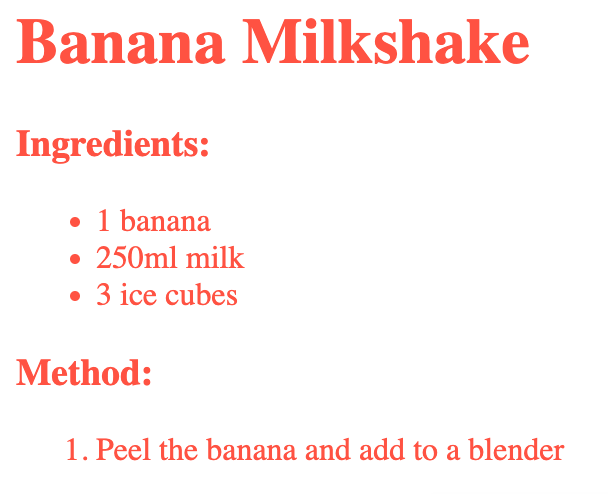 Banana Milkshake
Ingredients:
• 1 banana
• 250ml milk
• 3 ice cubes
Method:
1. Peel the banana and add to a blender